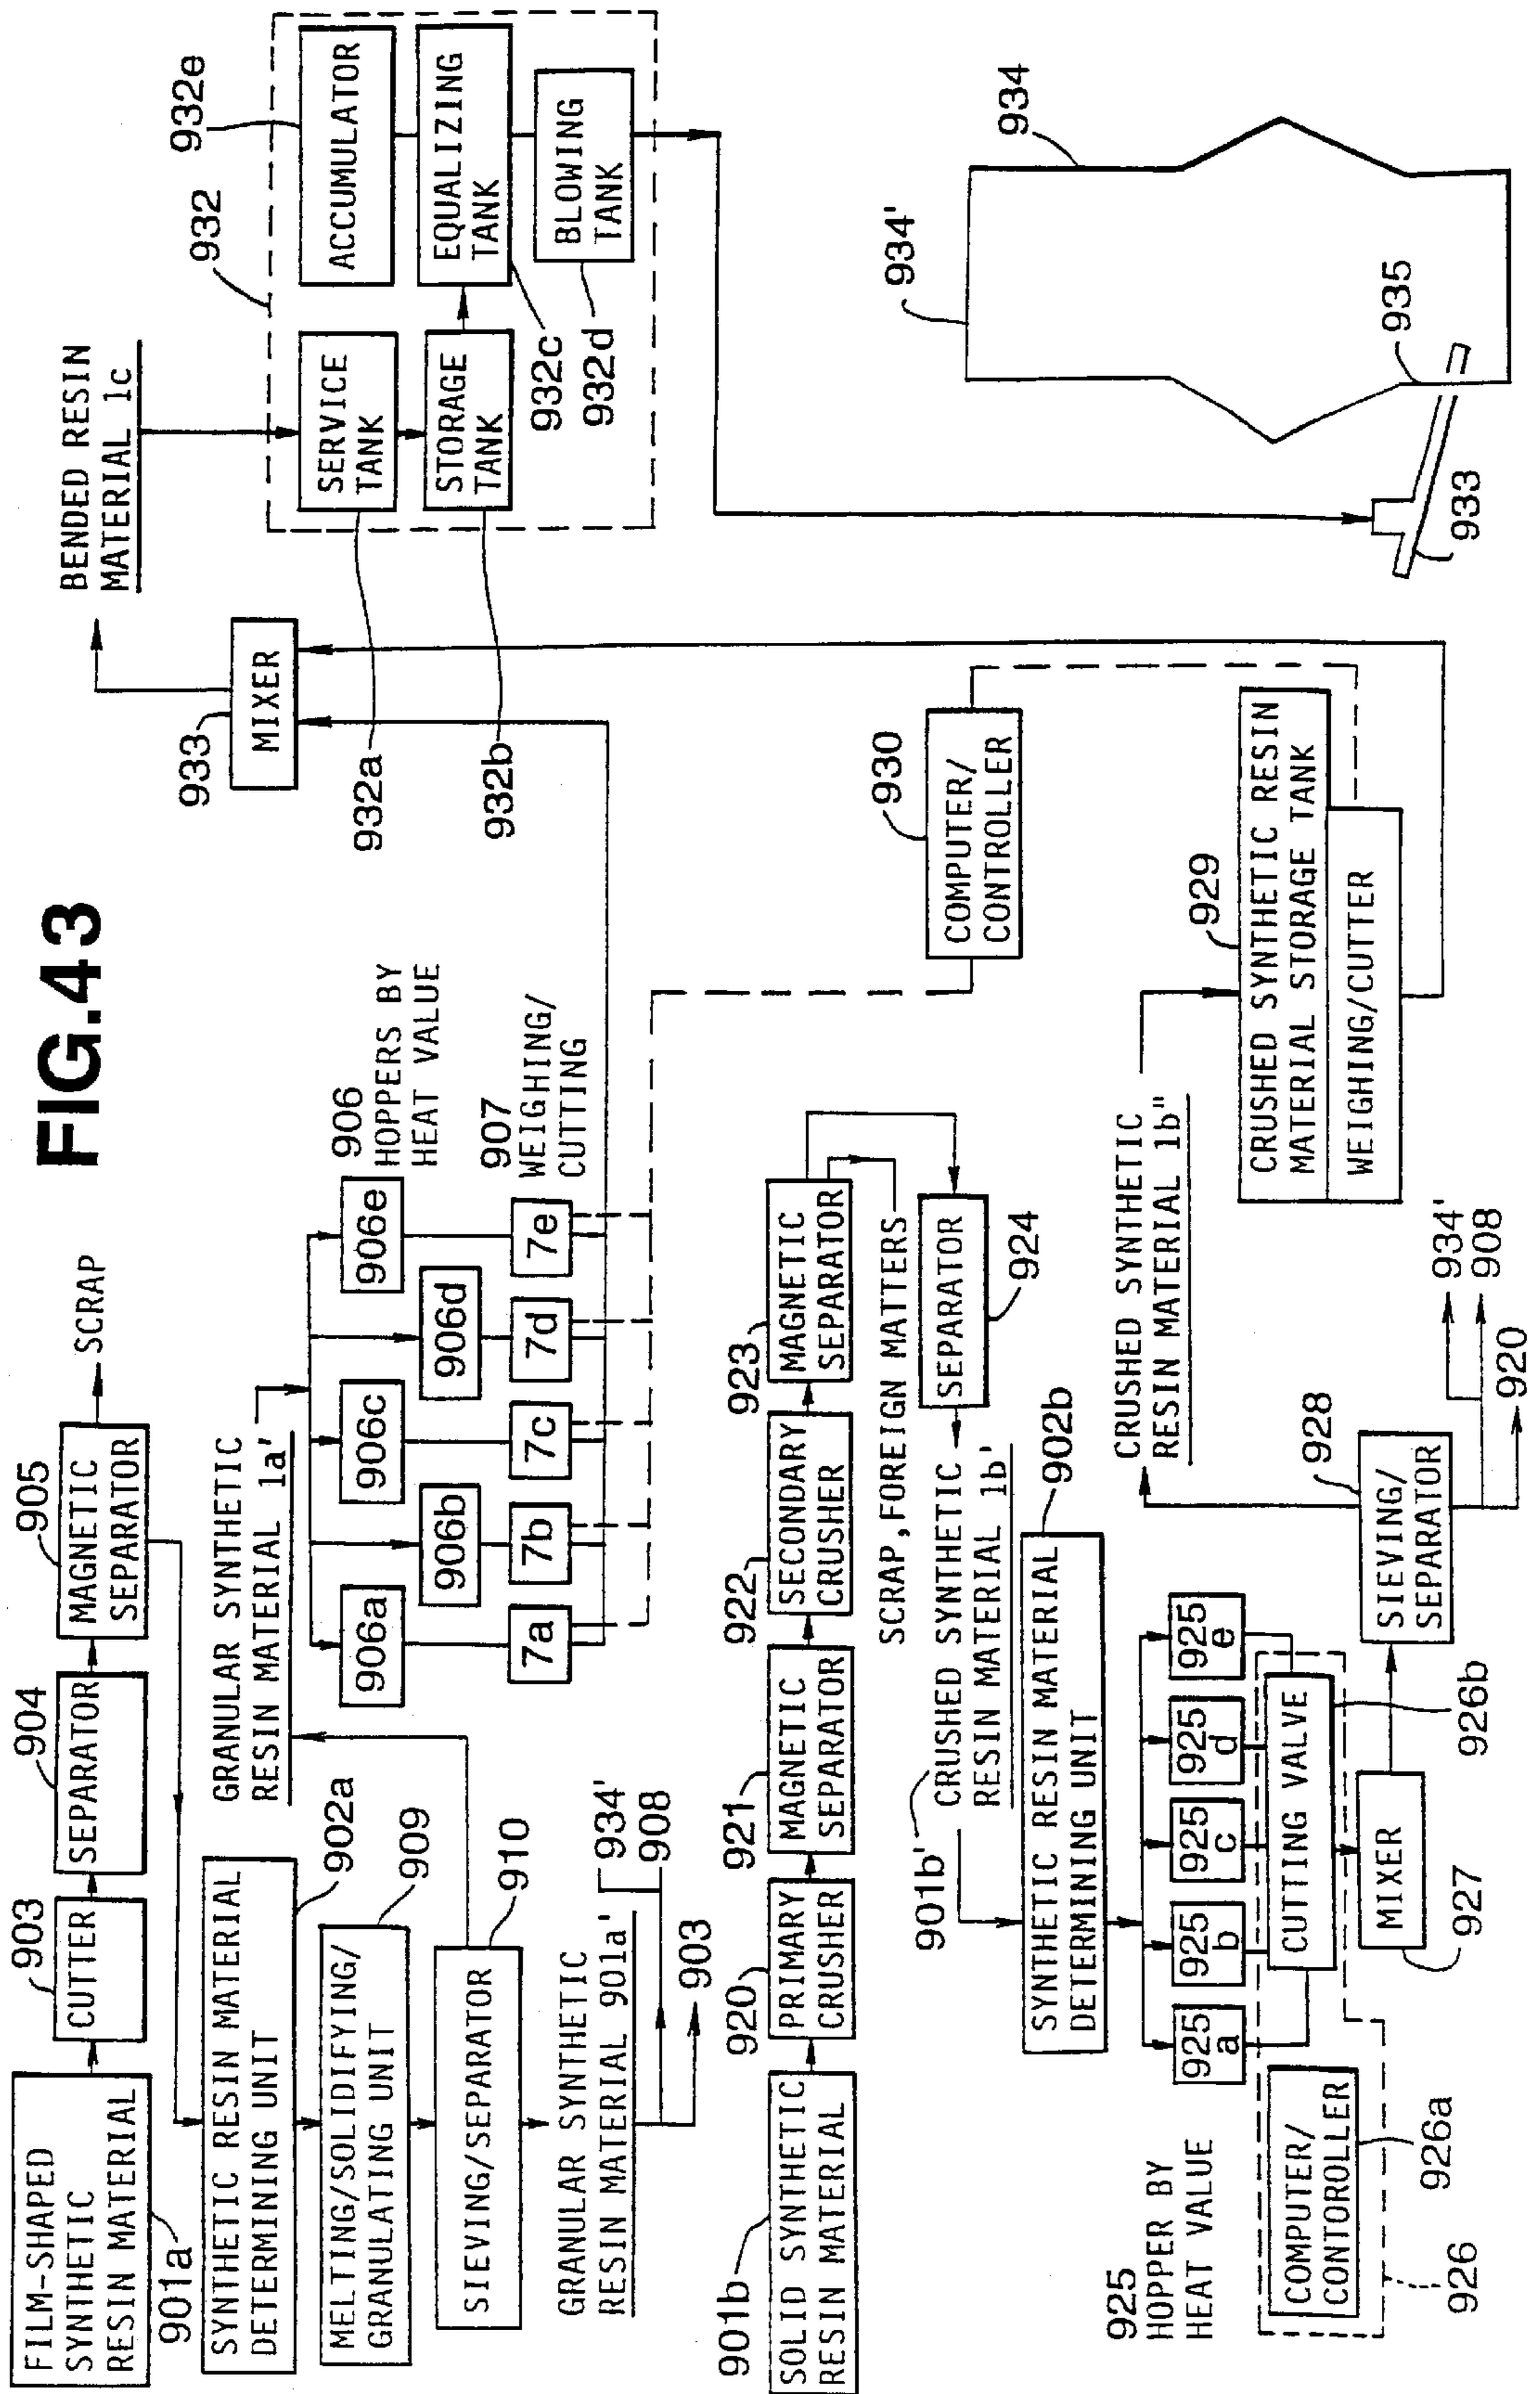 FIG.43
FILM-SHAPED
SYNTHETIC
RESIN MATERIAL
901a
903
CUTTER
904
SEPARATOR
905
MAGNETIC
SEPARATOR
SCRAP
SYNTHETIC RESIN MATERIAL
DETERMINING UNIT
902a
MELTING/SOLIDIFYING/
GRANULATING UNIT
909
SIEVING/SEPARATOR
910
GRANULAR SYNTHETIC
RESIN MATERIAL 901a'
934'
908
903
GRANULAR SYNTHETIC
RESIN MATERIAL 1a'
906a
906b
906c
906d
906e
906
HOPPERS BY
HEAT VALUE
7a
7b
7c
7d
7e
907
WEIGHING/
CUTTING
901b
SOLID SYNTHETIC
RESIN MATERIAL
920
PRIMARY
CRUSHER
921
MAGNETIC
SEPARATOR
922
SECONDARY
CRUSHER
923
MAGNETIC
SEPARATOR
SCRAP,FOREIGN MATTERS
SEPARATOR
924
901b'
CRUSHED SYNTHETIC
RESIN MATERIAL 1b'
SYNTHETIC RESIN MATERIAL
DETERMINING UNIT
902b
925
HOPPER BY
HEAT VALUE
925
a
925
b
925
c
925
d
925
e
COMPUTER/
CONTOROLLER
926a
926
CUTTING VALVE
926b
MIXER
927
SIEVING/
SEPARATOR
928
934'
908
920
CRUSHED SYNTHETIC
RESIN MATERIAL 1b"
929
CRUSHED SYNTHETIC RESIN
MATERIAL STORAGE TANK
WEIGHING/CUTTER
930
COMPUTER/
CONTROLLER
933
MIXER
BENDED RESIN
MATERIAL 1c
932
932e
SERVICE
TANK
932a
STORAGE
TANK
932b
ACCUMULATOR
EQUALIZING
TANK
932c
BLOWING
TANK
932d
934'
934
935
933